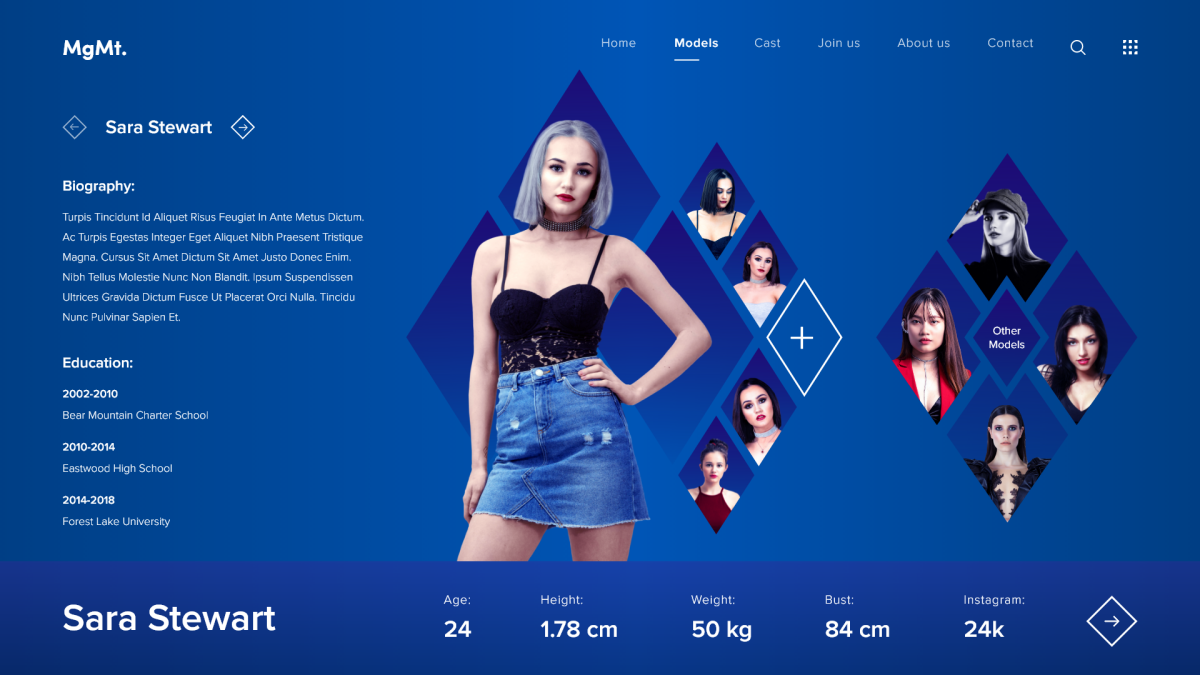 MgMt.
Home
Models
Cast
Join us
About us
Contact
Sara Stewart
Biography:
Turpis Tincidunt Id Aliquet Risus Feugiat In Ante Metus Dictum.
Ac Turpis Egestas Integer Eget Aliquet Nibh Praesent Tristique
Magna. Cursus Sit Amet Dictum Sit Amet Justo Donec Enim.
Nibh Tellus Molestie Nunc Non Blandit. Ipsum Suspendissen
Ultrices Gravida Dictum Fusce Ut Placerat Orci Nulla. Tincidu
Nunc Pulvinar Sapien Et.
Education:
2002-2010
Bear Mountain Charter School
2010-2014
Eastwood High School
2014-2018
Forest Lake University
Other
Models
Sara Stewart
Age:
24
Height:
1.78 cm
Weight:
50 kg
Bust:
84 cm
Instagram:
24k